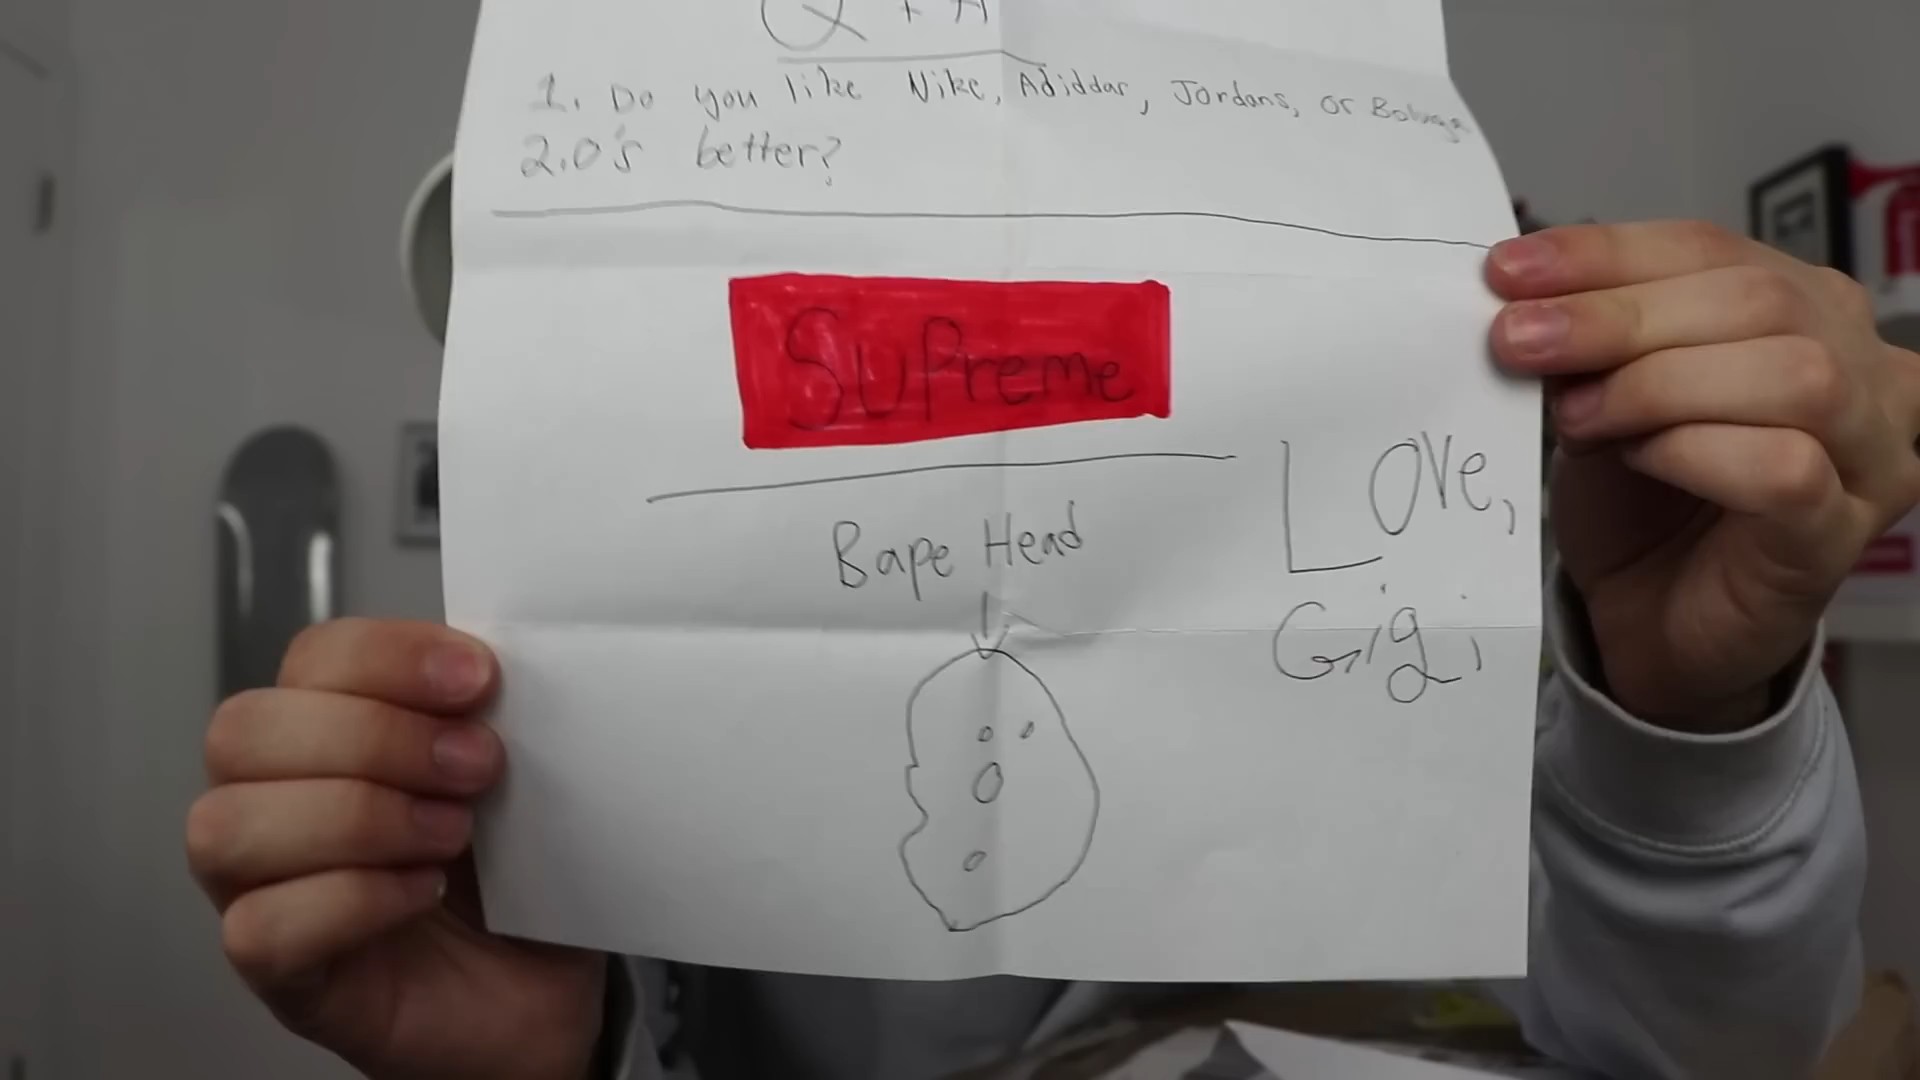 Q + A
1. Do you like Nike, Adiddas, Jordans, or
2.0's better?
Supreme
Bape Head
Love,
Gigi